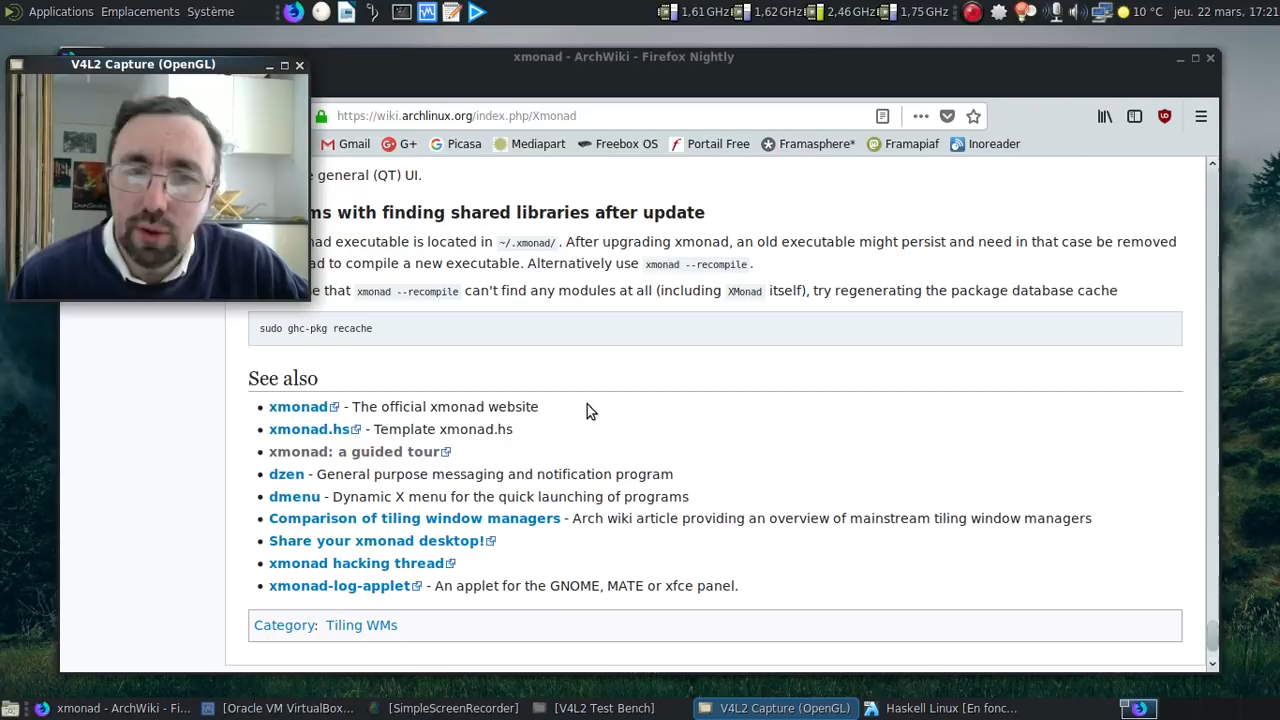 Applications Emplacements Système
1,61 GHz 1,62 GHz 2,46 GHz 1,75 GHz 10 °C jeu. 22 mars, 17:21
xmonad - ArchWiki - Firefox Nightly
V4L2 Capture (OpenGL)
https://wiki.archlinux.org/index.php/Xmonad
Gmail G+ Picasa Mediapart Freebox OS Portail Free Framasphère* Framapiaf Inoreader
general (QT) UI.
with finding shared libraries after update
executable is located in ~/.xmonad/. After upgrading xmonad, an old executable might persist and need in that case be removed
to compile a new executable. Alternatively use xmonad --recompile.
that xmonad --recompile can't find any modules at all (including XMonad itself), try regenerating the package database cache
sudo ghc-pkg recache
See also
xmonad - The official xmonad website
xmonad.hs - Template xmonad.hs
xmonad: a guided tour
dzen - General purpose messaging and notification program
dmenu - Dynamic X menu for the quick launching of programs
Comparison of tiling window managers - Arch wiki article providing an overview of mainstream tiling window managers
Share your xmonad desktop!
xmonad hacking thread
xmonad-log-applet - An applet for the GNOME, MATE or xfce panel.
Category: Tiling WMs
xmonad - ArchWiki - Fi... [Oracle VM VirtualBox... [SimpleScreenRecorder] [V4L2 Test Bench] V4L2 Capture (OpenGL) Haskell Linux [En fonc...